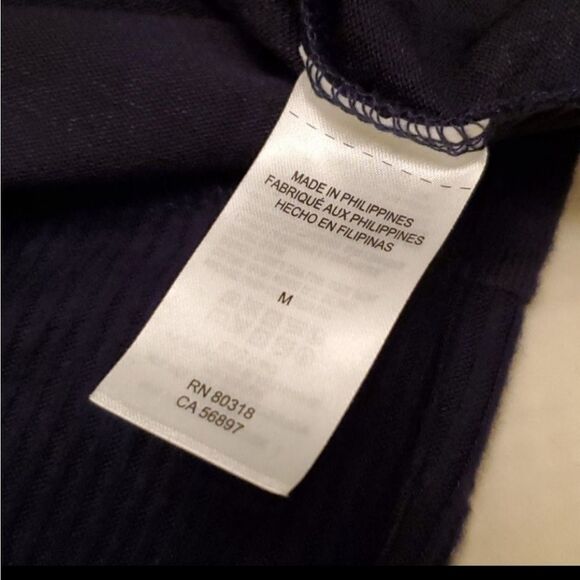 MADE IN PHILIPPINES
FABRIQUÉ AUX PHILIPPINES
HECHO EN FILIPINAS
M
RN 80318
CA 56897